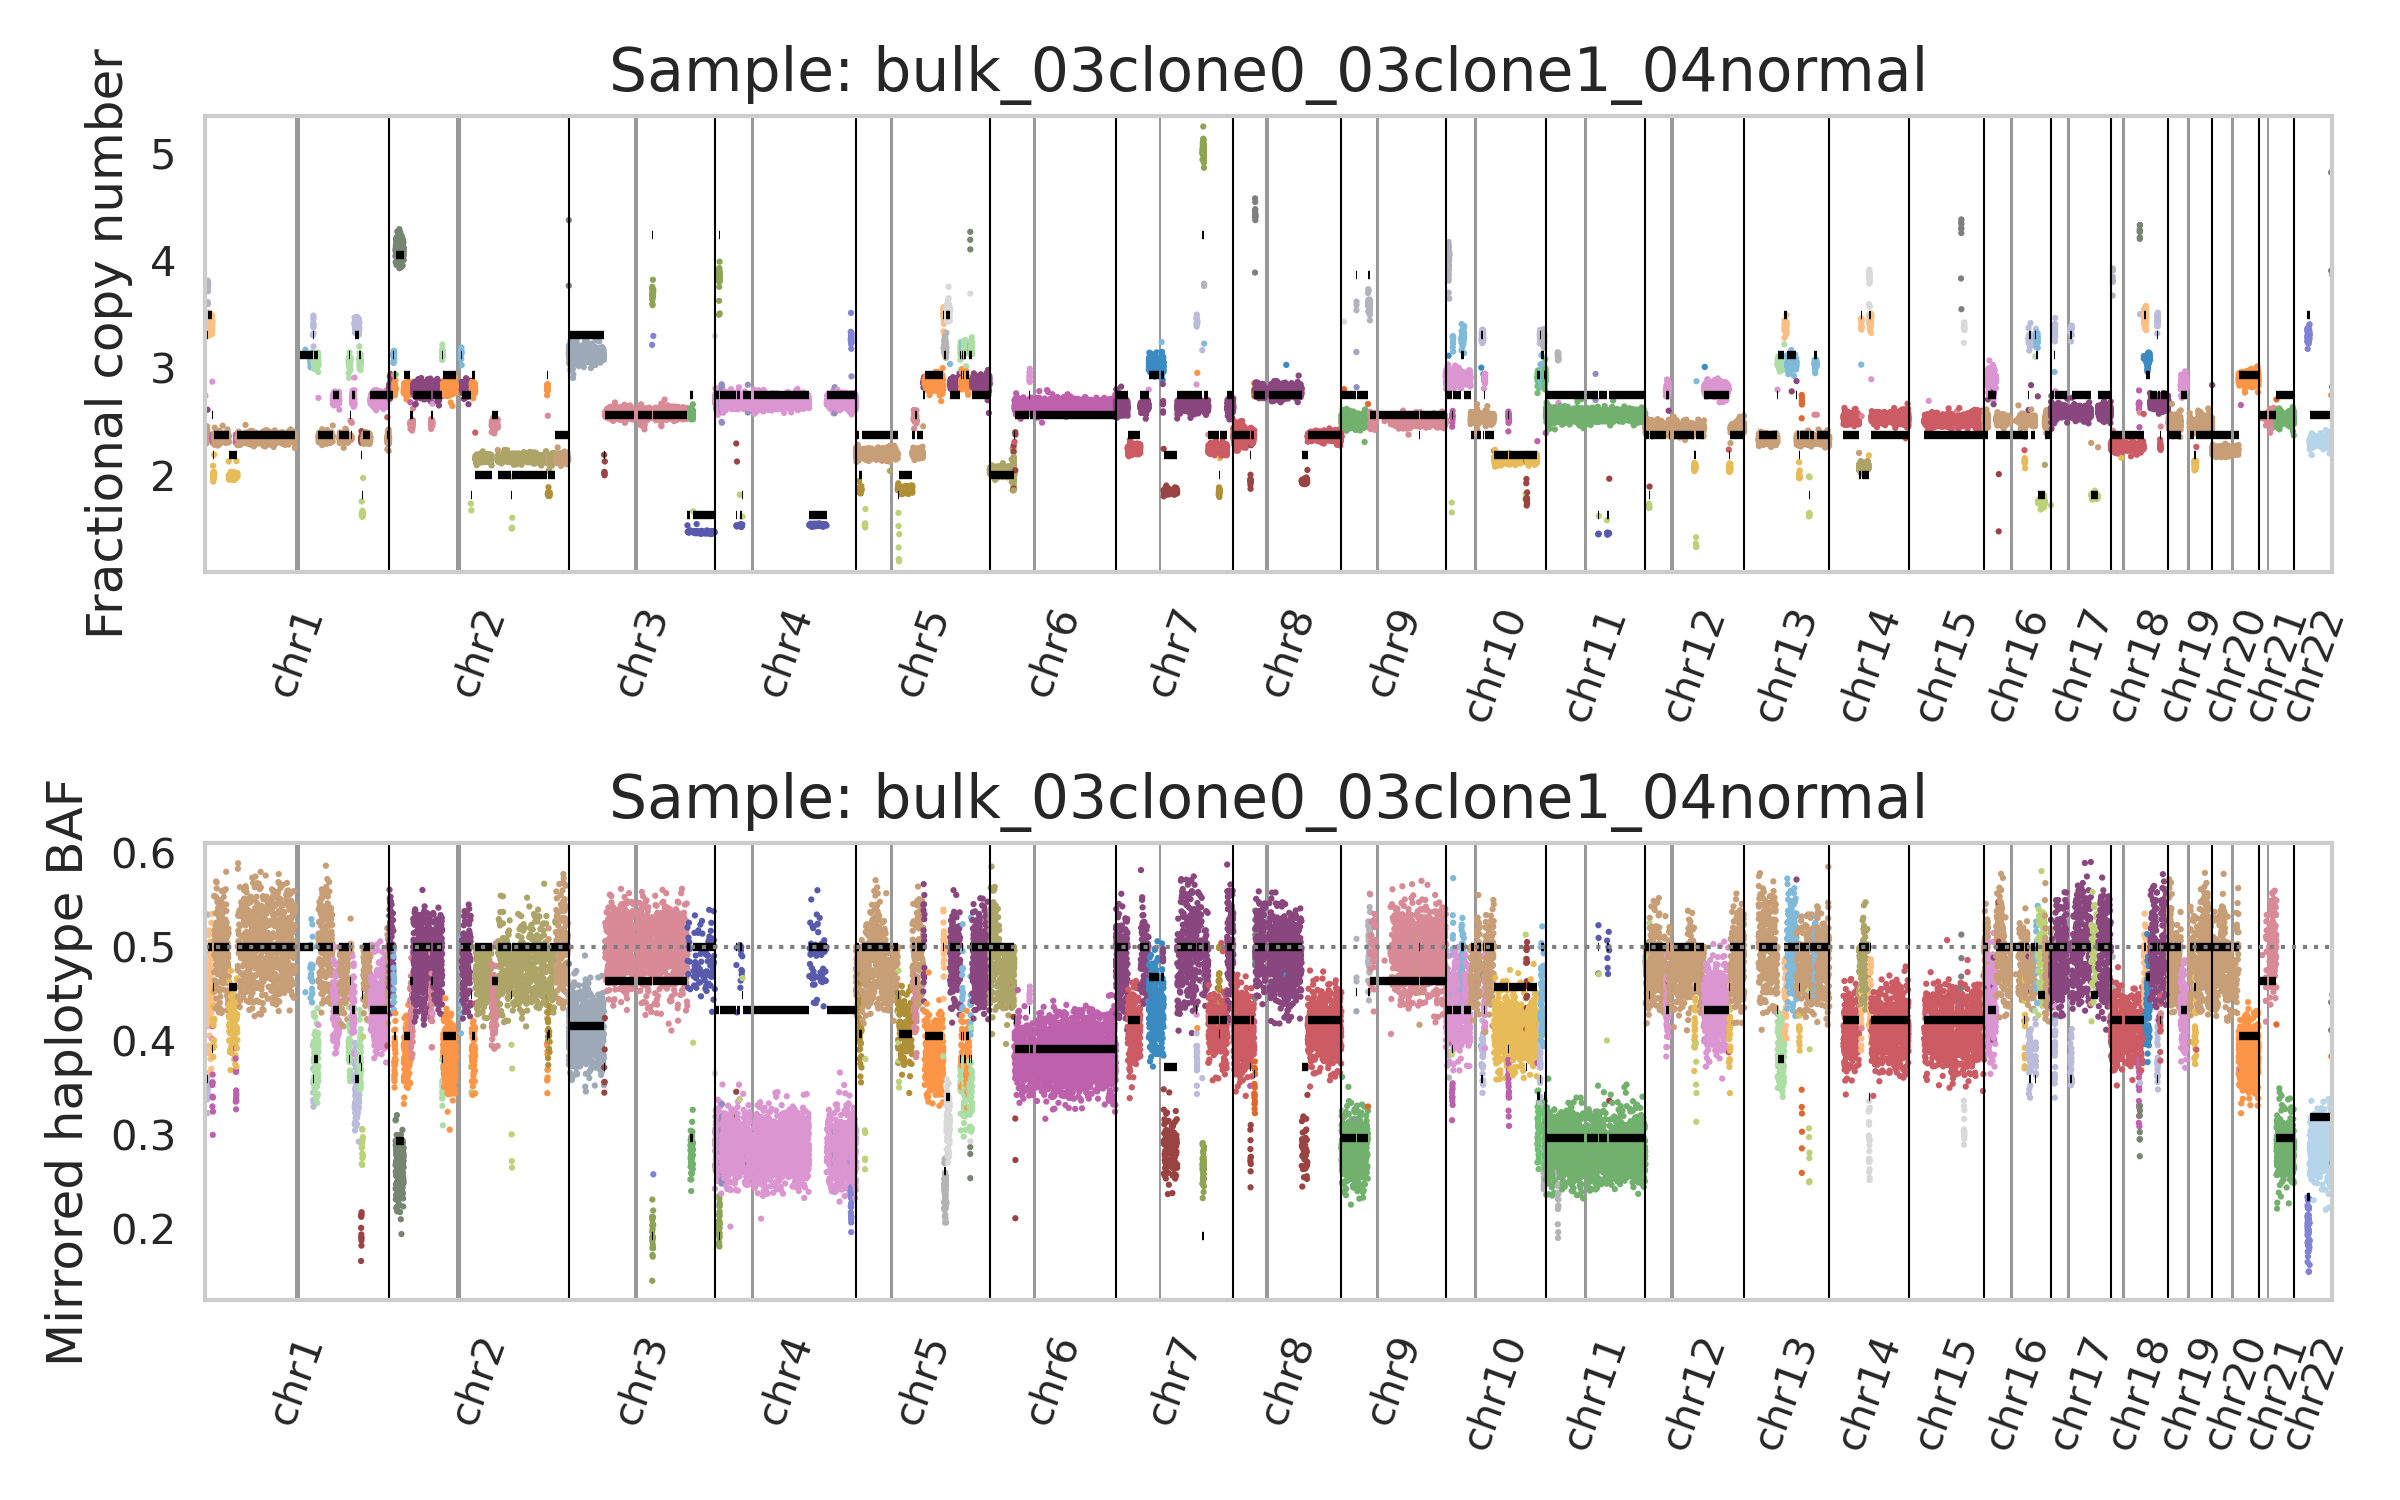 Sample: bulk_03clone0_03clone1_04normal
Fractional copy number
5
4
3
2
chr1
chr2
chr3
chr4
chr5
chr6
chr7
chr8
chr9
chr10
chr11
chr12
chr13
chr14
chr15
chr16
chr17
chr18
chr19
chr20
chr21
chr22
Sample: bulk_03clone0_03clone1_04normal
Mirrored haplotype BAF
0.6
0.5
0.4
0.3
0.2
chr1
chr2
chr3
chr4
chr5
chr6
chr7
chr8
chr9
chr10
chr11
chr12
chr13
chr14
chr15
chr16
chr17
chr18
chr19
chr20
chr21
chr22